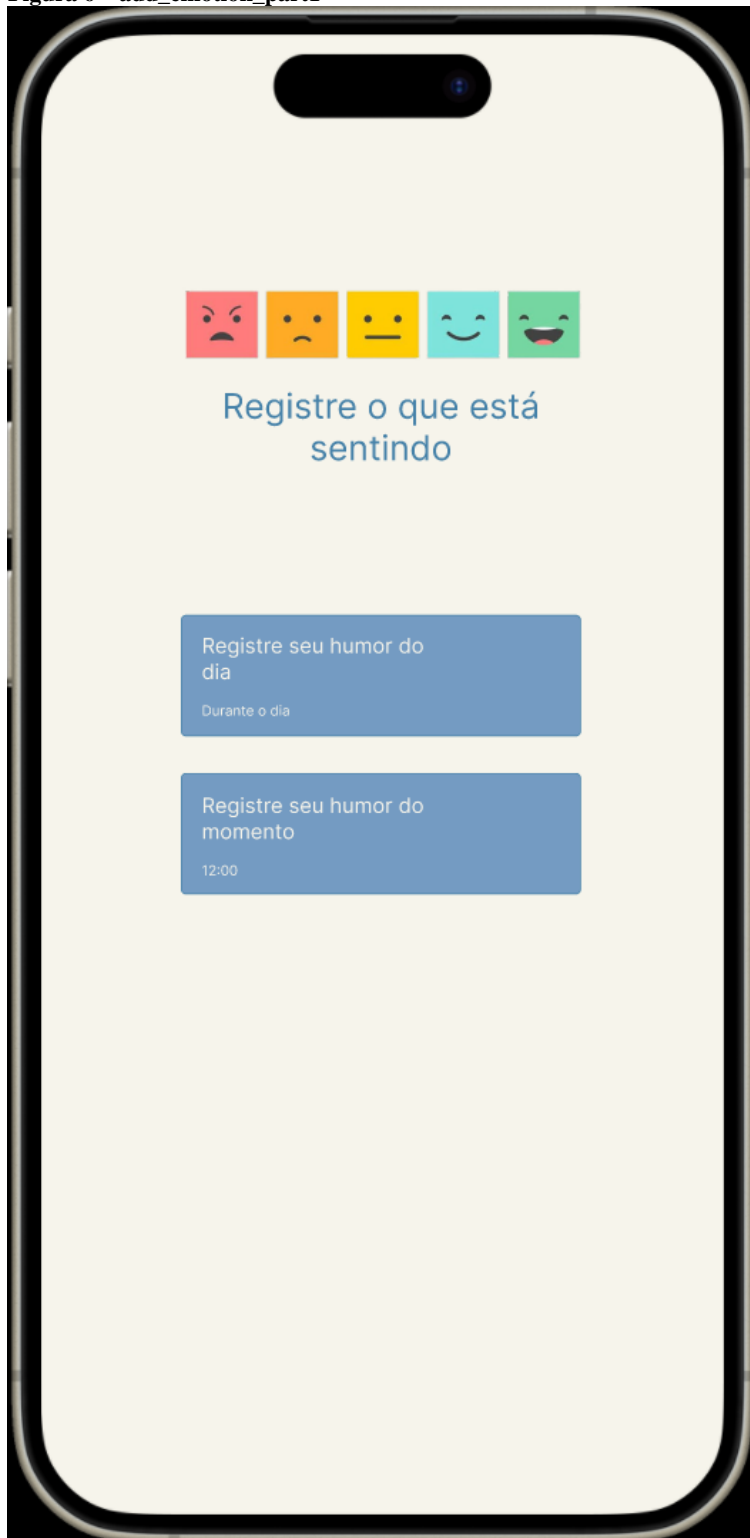 Registre o que está
sentindo
Registre seu humor do
dia
Durante o dia
Registre seu humor do
momento
12:00